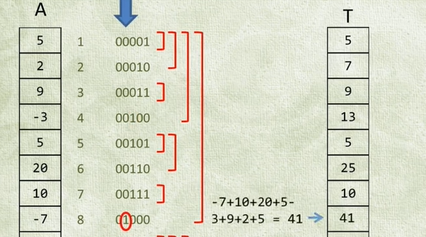 A T
5 1 00001 5
2 2 00010 7
9 3 00011 9
-3 4 00100 13
5 5 00101 5
20 6 00110 25
10 7 00111 10
-7 8 01000 -7+10+20+5-
3+9+2+5 = 41 41